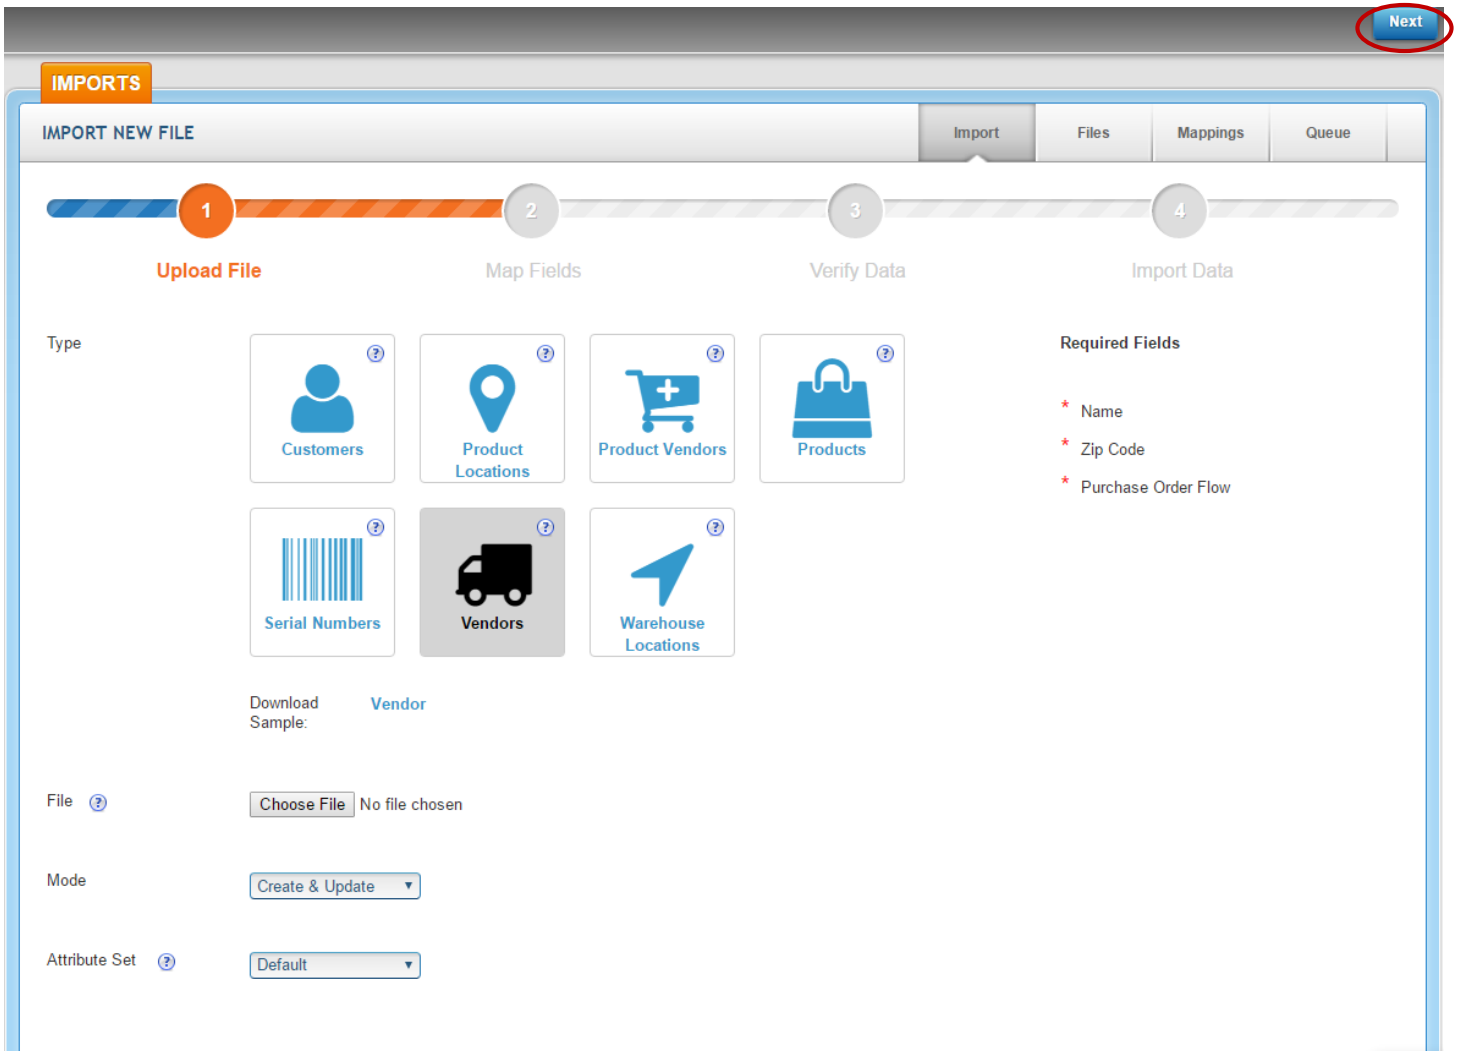 Next
IMPORTS
IMPORT NEW FILE
Import
Files
Mappings
Queue
1
2
3
4
Upload File
Map Fields
Verify Data
Import Data
Type
?
?
?
?
Customers
Product
Locations
Product Vendors
Products
Required Fields
* Name
* Zip Code
* Purchase Order Flow
?
?
?
Serial Numbers
Vendors
Warehouse
Locations
Download
Sample:
Vendor
File ?
Choose File No file chosen
Mode
Create & Update
Attribute Set ?
Default